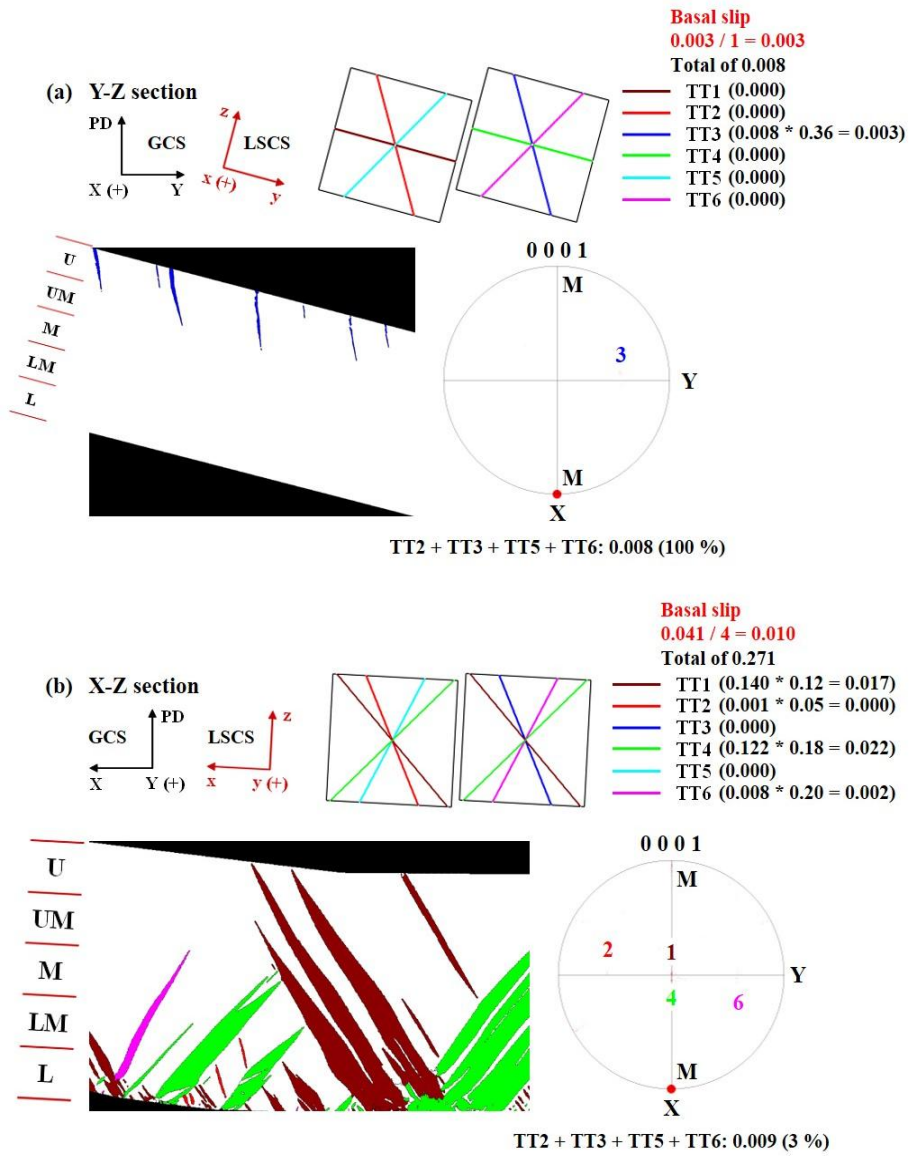 Basal slip
0.003 / 1 = 0.003
Total of 0.008
(a) Y-Z section
TT1 (0.000)
TT2 (0.000)
TT3 (0.008 * 0.36 = 0.003)
TT4 (0.000)
TT5 (0.000)
TT6 (0.000)
PD
GCS
X (+)
Y
z
LSCS
x (+)
y
U
UM
M
LM
L
0 0 0 1
M
3
Y
M
X
TT2 + TT3 + TT5 + TT6: 0.008 (100 %)
Basal slip
0.041 / 4 = 0.010
Total of 0.271
(b) X-Z section
TT1 (0.140 * 0.12 = 0.017)
TT2 (0.001 * 0.05 = 0.000)
TT3 (0.000)
TT4 (0.122 * 0.18 = 0.022)
TT5 (0.000)
TT6 (0.008 * 0.20 = 0.002)
PD
GCS
X
Y (+)
z
LSCS
x
y (+)
U
UM
M
LM
L
0 0 0 1
M
2
1
Y
4
6
M
X
TT2 + TT3 + TT5 + TT6: 0.009 (3 %)